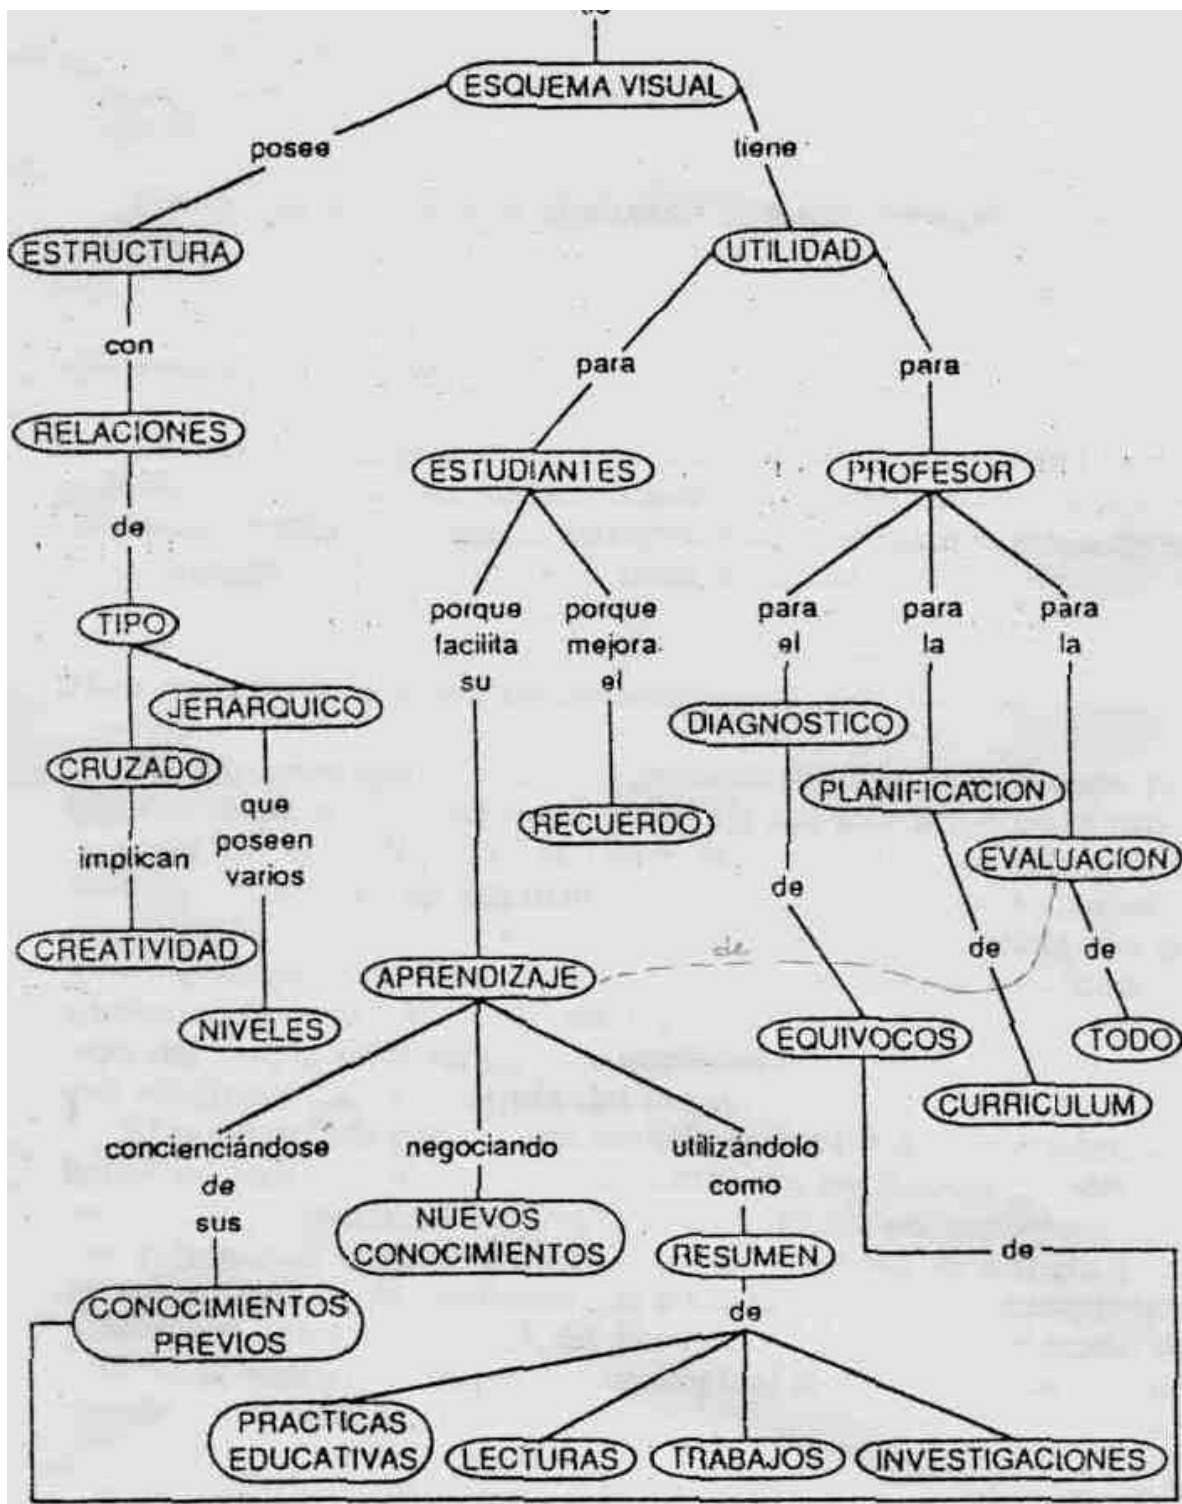 ESQUEMA VISUAL
posee
tiene
ESTRUCTURA
UTILIDAD
con
para
para
RELACIONES
ESTUDIANTES
PROFESOR
de
porque
facilita
su
porque
mejora
el
para
el
para
la
para
la
TIPO
JERARQUICO
DIAGNOSTICO
CRUZADO
PLANIFICACION
que
poseen
varios
RECUERDO
implican
EVALUACION
de
CREATIVIDAD
de
de
de
APRENDIZAJE
NIVELES
EQUIVOCOS
TODO
CURRICULUM
concienciándose
de
sus
negociando
utilizándolo
como
NUEVOS
CONOCIMIENTOS
RESUMEN
de
CONOCIMIENTOS
PREVIOS
de
PRACTICAS
EDUCATIVAS
LECTURAS
TRABAJOS
INVESTIGACIONES